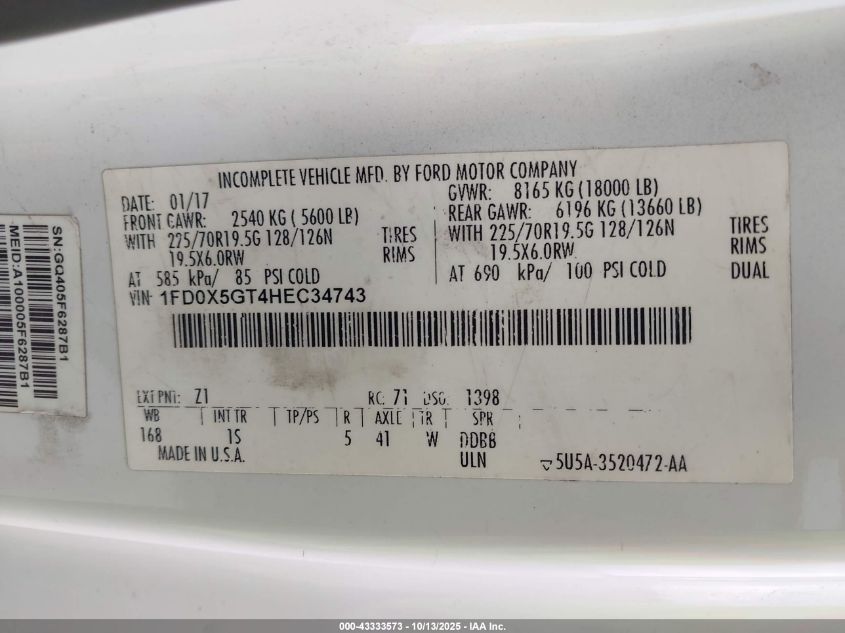 INCOMPLETE VEHICLE MFD. BY FORD MOTOR COMPANY
DATE: 01/17
GVWR: 8165 KG (18000 LB)
FRONT GAWR: 2540 KG ( 5600 LB)
REAR GAWR: 6196 KG (13660 LB)
WITH 225/70R19.5G 128/126N TIRES
19.5X6.0RW RIMS
WITH 225/70R19.5G 128/126N TIRES
19.5X6.0RW RIMS
AT 585 kPa/ 85 PSI COLD
AT 690 kPa/ 100 PSI COLD DUAL
VIN: 1FD0X5GT4HEC34743
EXT PNT: Z1 RC: 71 DSO: 1398
WB | INT TR | TP/PS | R | AXLE | TR | SPR
168 1S 5 41 W DDBB
MADE IN U.S.A. ULN 5U5A-3520472-AA
SN:GQ405F6287B1
MEID:A100005F6287B1
000-43333573 - 10/13/2025 - IAA Inc.